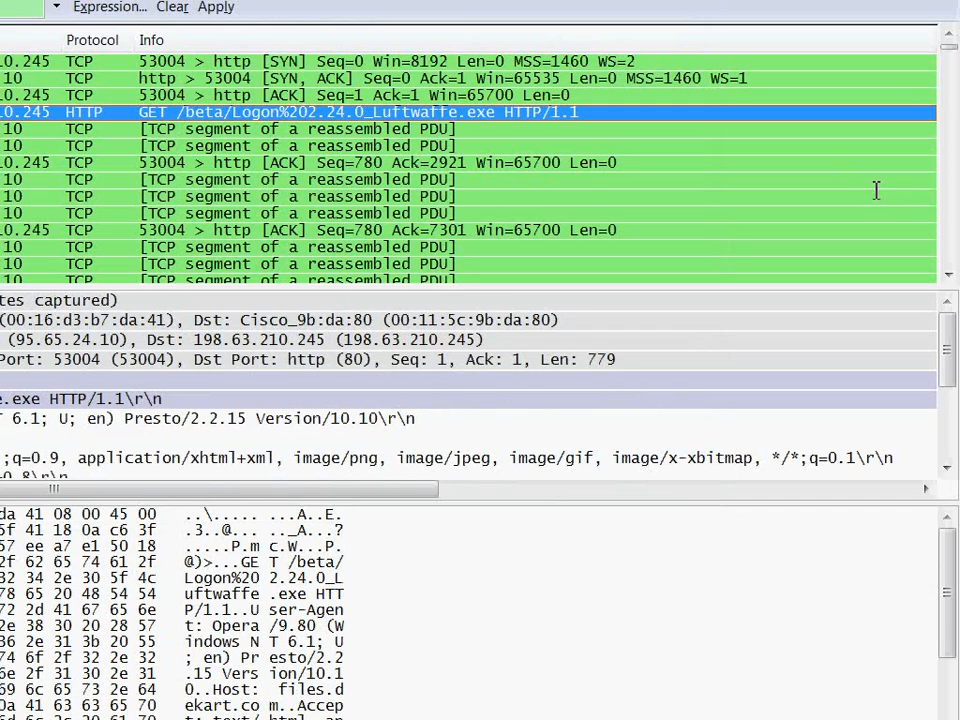 Expression... Clear Apply
Protocol Info
10.245 TCP 53004 > http [SYN] Seq=0 Win=8192 Len=0 MSS=1460 WS=2
10 TCP http > 53004 [SYN, ACK] Seq=0 Ack=1 Win=65535 Len=0 MSS=1460 WS=1
10.245 TCP 53004 > http [ACK] Seq=1 Ack=1 Win=65700 Len=0
10.245 HTTP GET /beta/Logon%202.24.0_Luftwaffe.exe HTTP/1.1
10 TCP [TCP segment of a reassembled PDU]
10 TCP [TCP segment of a reassembled PDU]
10.245 TCP 53004 > http [ACK] Seq=780 Ack=2921 Win=65700 Len=0
10 TCP [TCP segment of a reassembled PDU]
10 TCP [TCP segment of a reassembled PDU]
10 TCP [TCP segment of a reassembled PDU]
10.245 TCP 53004 > http [ACK] Seq=780 Ack=7301 Win=65700 Len=0
10 TCP [TCP segment of a reassembled PDU]
10 TCP [TCP segment of a reassembled PDU]
10 TCP [TCP segment of a reassembled PDU]
tes captured)
(00:16:d3:b7:da:41), Dst: Cisco_9b:da:80 (00:11:5c:9b:da:80)
(95.65.24.10), Dst: 198.63.210.245 (198.63.210.245)
Port: 53004 (53004), Dst Port: http (80), Seq: 1, Ack: 1, Len: 779
e.exe HTTP/1.1\r\n
T 6.1; U; en) Presto/2.2.15 Version/10.10\r\n
;q=0.9, application/xhtml+xml, image/png, image/jpeg, image/gif, image/x-xbitmap, */*;q=0.1\r\n
=0.8\r\n
da 41 08 00 45 00 ..\..... ...A..E.
5f 41 18 0a c6 3f .3..@... .._A...?
57 ee a7 e1 50 18 .....P.m c.W...P.
2f 62 65 74 61 2f @)>...GE T /beta/
32 34 2e 30 5f 4c Logon%20 2.24.0_L
78 65 20 48 54 54 uftwaffe .exe HTT
72 2d 41 67 65 6e P/1.1..U ser-Agen
2e 38 30 20 28 57 t: Opera /9.80 (W
36 2e 31 3b 20 55 indows N T 6.1; U
74 6f 2f 32 2e 32 ; en) Pr esto/2.2
6e 2f 31 30 2e 31 .15 Vers ion/10.1
69 6c 65 73 2e 64 0..Host: files.d
0a 41 63 63 65 70 ekart.com..Accep